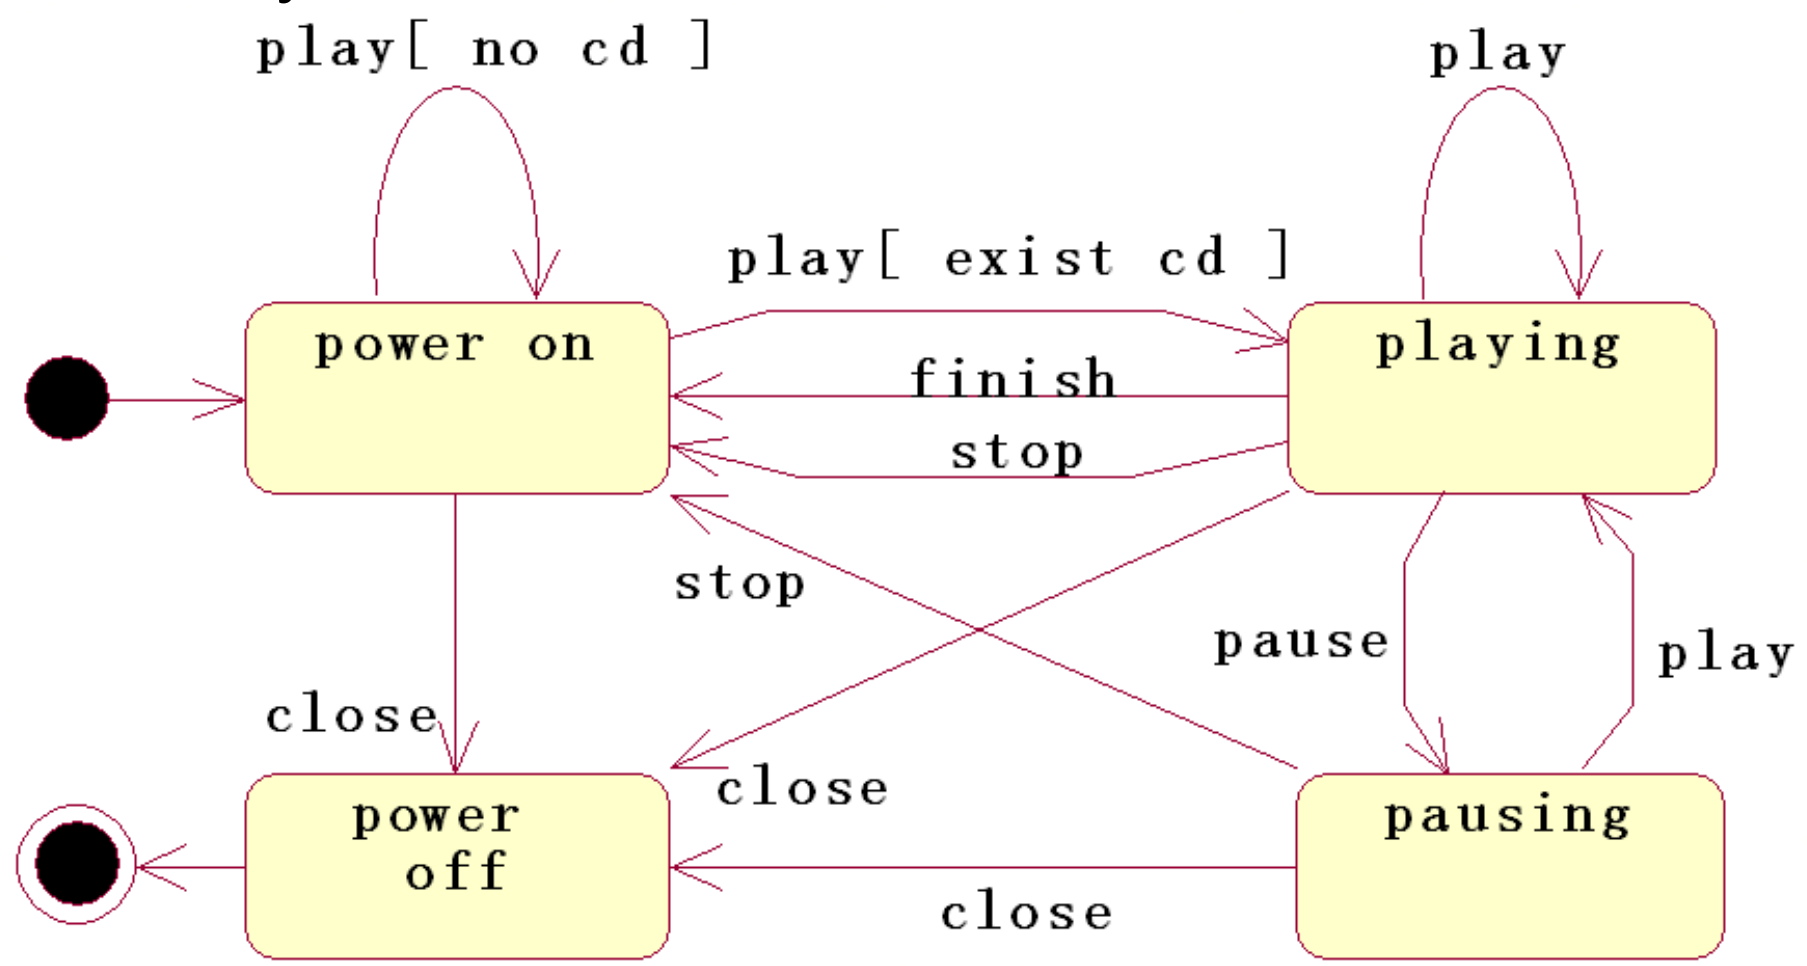 play[ no cd ]
play
play[ exist cd ]
power on
playing
finish
stop
stop
pause
play
close
close
power
off
pausing
close